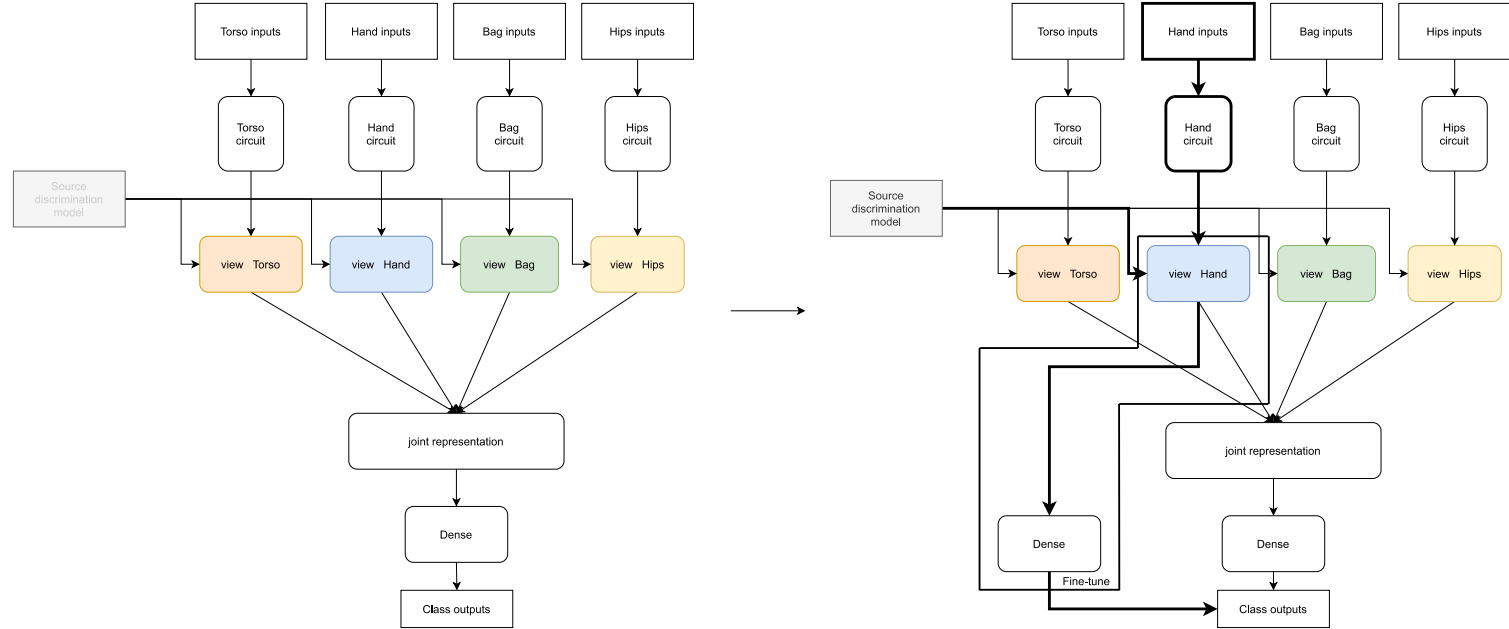 Torso inputs
Hand inputs
Bag inputs
Hips inputs
Torso
circuit
Hand
circuit
Bag
circuit
Hips
circuit
Source
discrimination
model
view Torso
view Hand
view Bag
view Hips
joint representation
Dense
Class outputs
Torso inputs
Hand inputs
Bag inputs
Hips inputs
Torso
circuit
Hand
circuit
Bag
circuit
Hips
circuit
Source
discrimination
model
view Torso
view Hand
view Bag
view Hips
joint representation
Dense
Dense
Fine-tune
Class outputs